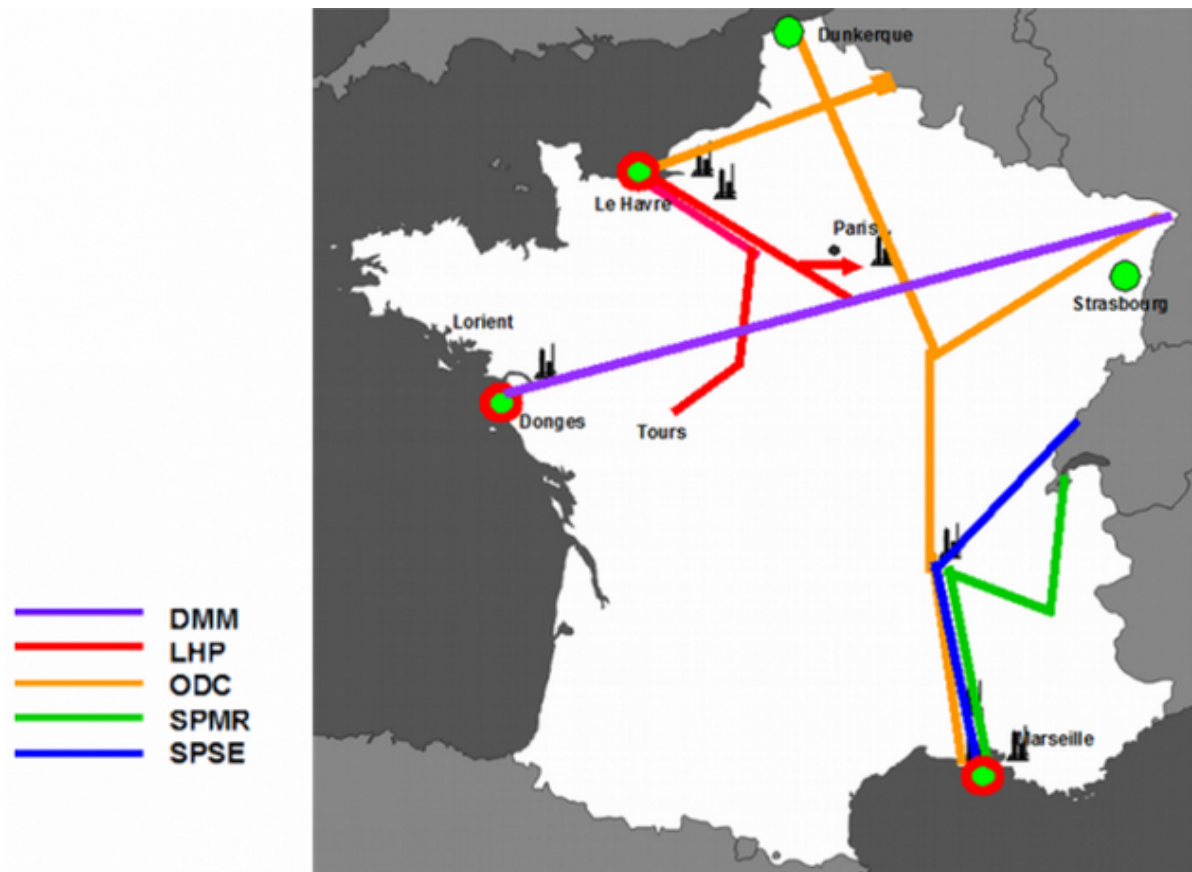 Dunkerque
Le Havre
Paris
Strasbourg
Lorient
Donges
Tours
Marseille
DMM
LHP
ODC
SPMR
SPSE